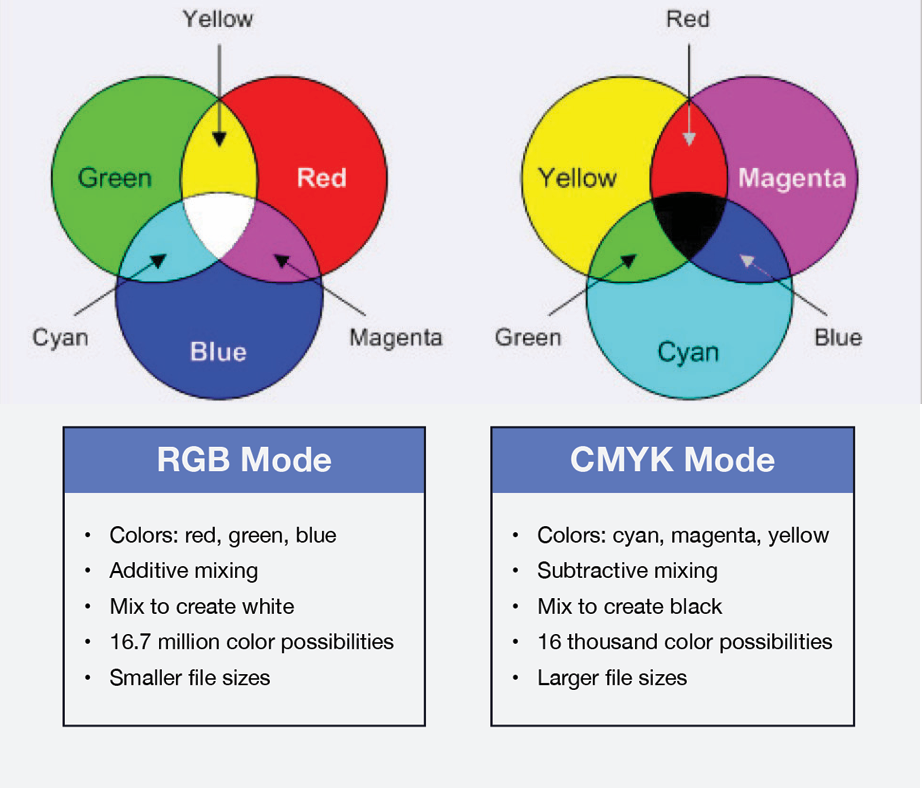 Yellow
Green
Red
Cyan
Blue
Magenta
Red
Yellow
Magenta
Green
Cyan
Blue
RGB Mode
• Colors: red, green, blue
• Additive mixing
• Mix to create white
• 16.7 million color possibilities
• Smaller file sizes
CMYK Mode
• Colors: cyan, magenta, yellow
• Subtractive mixing
• Mix to create black
• 16 thousand color possibilities
• Larger file sizes